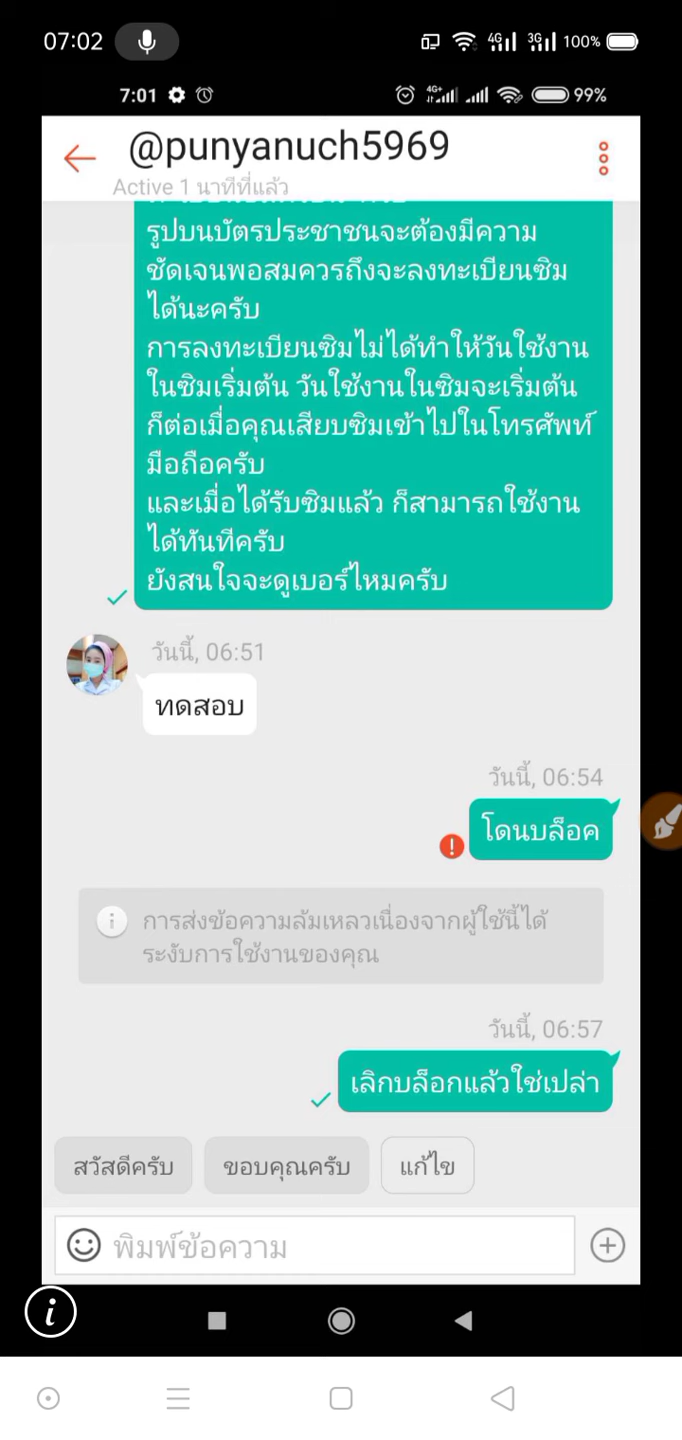 07:02
4G
3G
100%
7:01
4G+
99%
@punyanuch5969
Active 1 นาทีที่แล้ว
รูปบนบัตรประชาชนจะต้องมีความ
ชัดเจนพอสมควรถึงจะลงทะเบียนซิม
ได้นะครับ
การลงทะเบียนซิมไม่ได้ทำให้วันใช้งาน
ในซิมเริ่มต้น วันใช้งานในซิมจะเริ่มต้น
ก็ต่อเมื่อคุณเสียบซิมเข้าไปในโทรศัพท์
มือถือครับ
และเมื่อได้รับซิมแล้ว ก็สามารถใช้งาน
ได้ทันทีครับ
ยังสนใจจะดูเบอร์ไหมครับ
วันนี้, 06:51
ทดสอบ
วันนี้, 06:54
โดนบล็อค
การส่งข้อความล้มเหลวเนื่องจากผู้ใช้นี้ได้
ระงับการใช้งานของคุณ
วันนี้, 06:57
เลิกบล็อกแล้วใช่เปล่า
สวัสดีครับ
ขอบคุณครับ
แก้ไข
พิมพ์ข้อความ